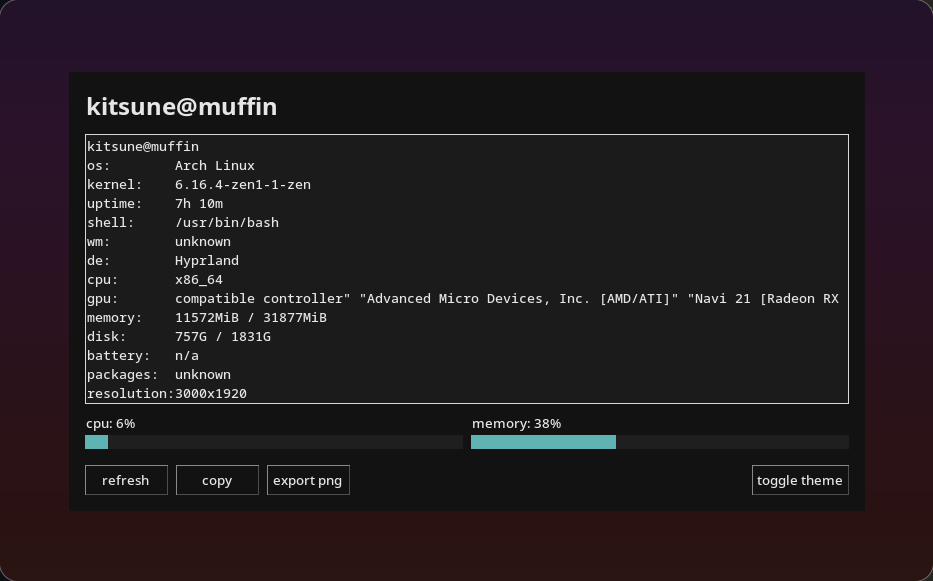 kitsune@muffin
kitsune@muffin
os: Arch Linux
kernel: 6.16.4-zen1-1-zen
uptime: 7h 10m
shell: /usr/bin/bash
wm: unknown
de: Hyprland
cpu: x86_64
gpu: compatible controller" "Advanced Micro Devices, Inc. [AMD/ATI]" "Navi 21 [Radeon RX
memory: 11572MiB / 31877MiB
disk: 757G / 1831G
battery: n/a
packages: unknown
resolution:3000x1920
cpu: 6% memory: 38%
refresh copy export png toggle theme